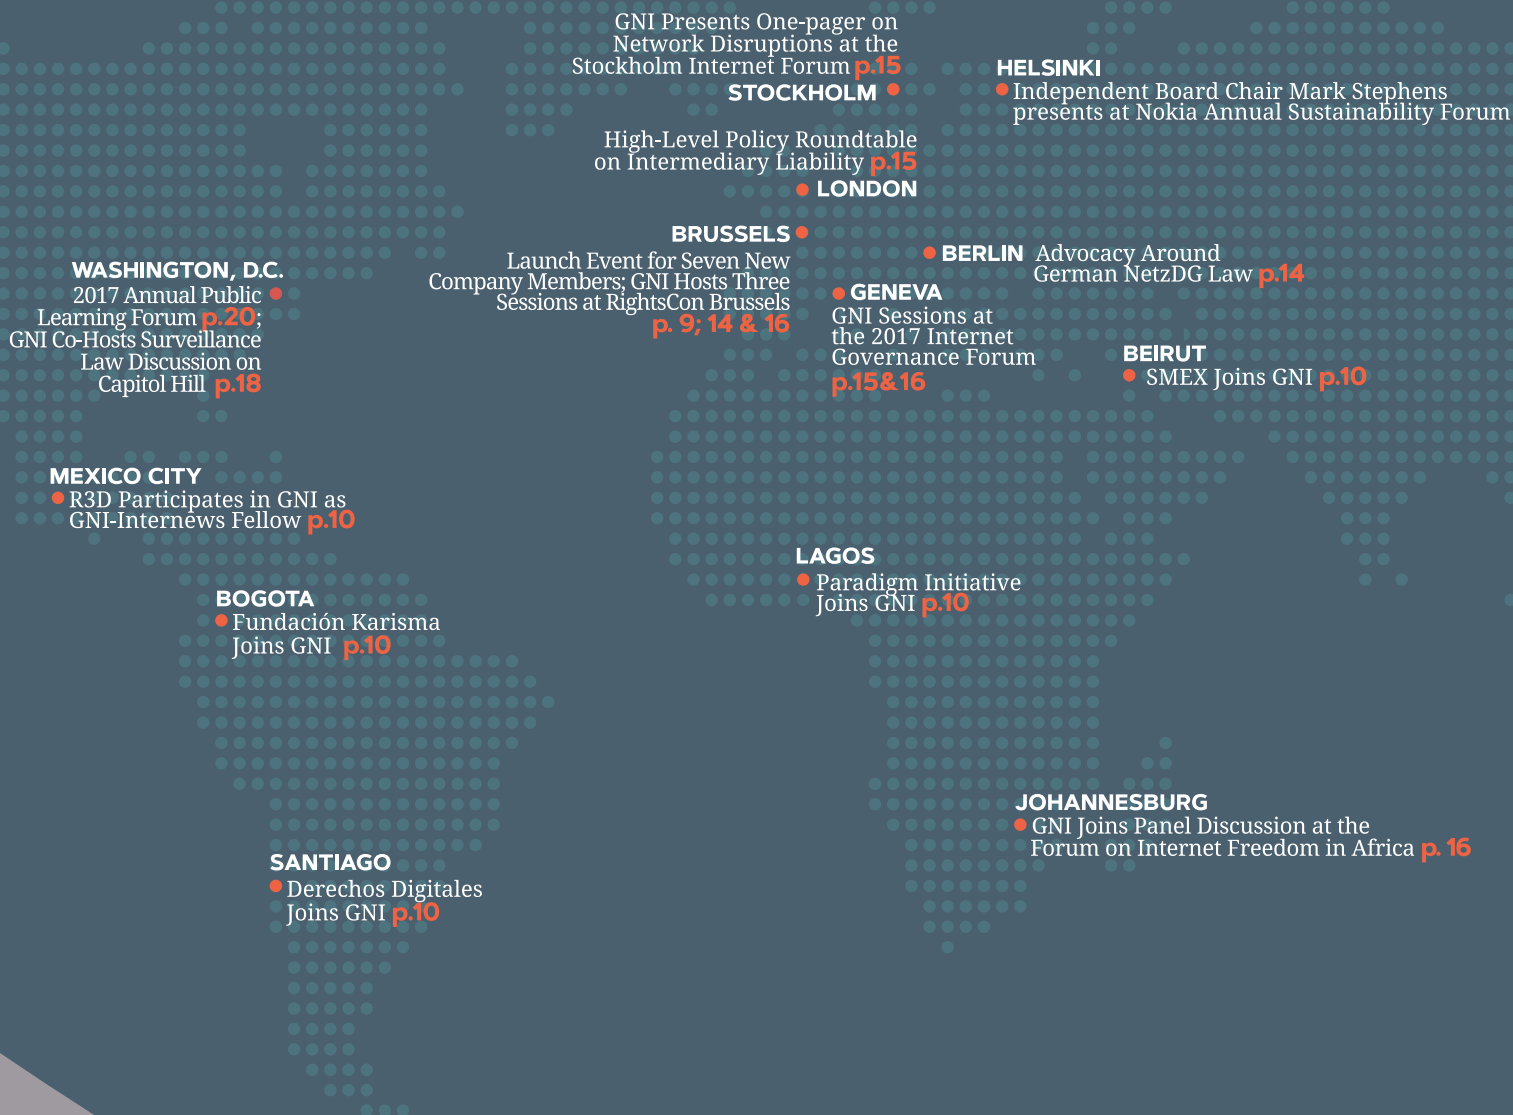 GNI Presents One-pager on
Network Disruptions at the
Stockholm Internet Forum p.15
STOCKHOLM
HELSINKI
Independent Board Chair Mark Stephens
presents at Nokia Annual Sustainability Forum
High-Level Policy Roundtable
on Intermediary Liability p.15
LONDON
BRUSSELS
Launch Event for Seven New
Company Members; GNI Hosts Three
Sessions at RightsCon Brussels
p. 9; 14 & 16
BERLIN Advocacy Around
German NetzDG Law p.14
WASHINGTON, D.C.
2017 Annual Public
Learning Forum p.20;
GNI Co-Hosts Surveillance
Law Discussion on
Capitol Hill p.18
GENEVA
GNI Sessions at
the 2017 Internet
Governance Forum
p.15&16
BEIRUT
SMEX Joins GNI p.10
MEXICO CITY
R3D Participates in GNI as
GNI-Internews Fellow p.10
LAGOS
Paradigm Initiative
Joins GNI p.10
BOGOTA
Fundación Karisma
Joins GNI p.10
JOHANNESBURG
GNI Joins Panel Discussion at the
Forum on Internet Freedom in Africa p. 16
SANTIAGO
Derechos Digitales
Joins GNI p.10